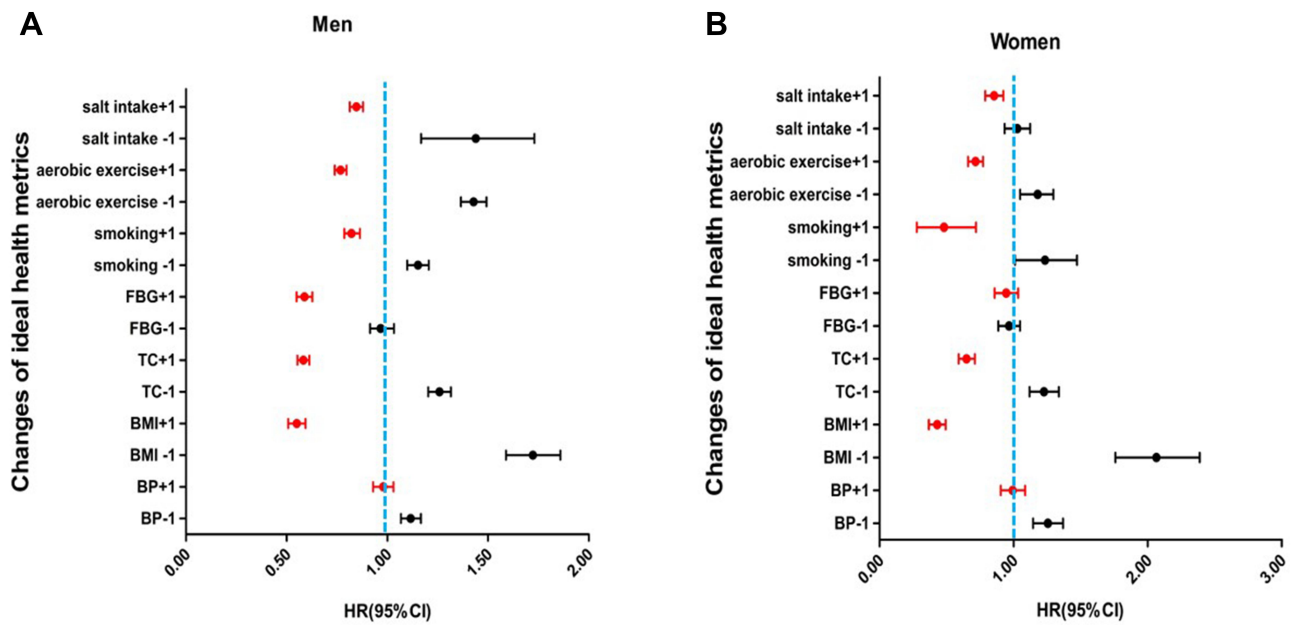 A
Men
Changes of ideal health metrics
salt intake+1
salt intake -1
aerobic exercise+1
aerobic exercise -1
smoking+1
smoking -1
FBG+1
FBG-1
TC+1
TC-1
BMI+1
BMI -1
BP+1
BP-1
0.00
0.50
1.00
1.50
2.00
HR(95%CI)
B
Women
Changes of ideal health metrics
salt intake+1
salt intake -1
aerobic exercise+1
aerobic exercise -1
smoking+1
smoking -1
FBG+1
FBG-1
TC+1
TC-1
BMI+1
BMI -1
BP+1
BP-1
0.00
1.00
2.00
3.00
HR(95%CI)